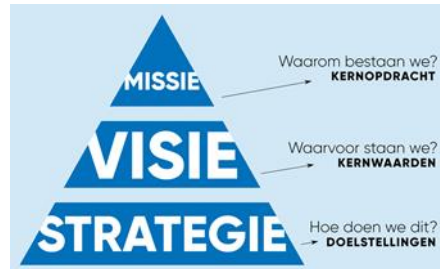 MISSIE
Waarom bestaan we?
KERNOPDRACHT
VISIE
Waarvoor staan we?
KERNWAARDEN
STRATEGIE
Hoe doen we dit?
DOELSTELLINGEN